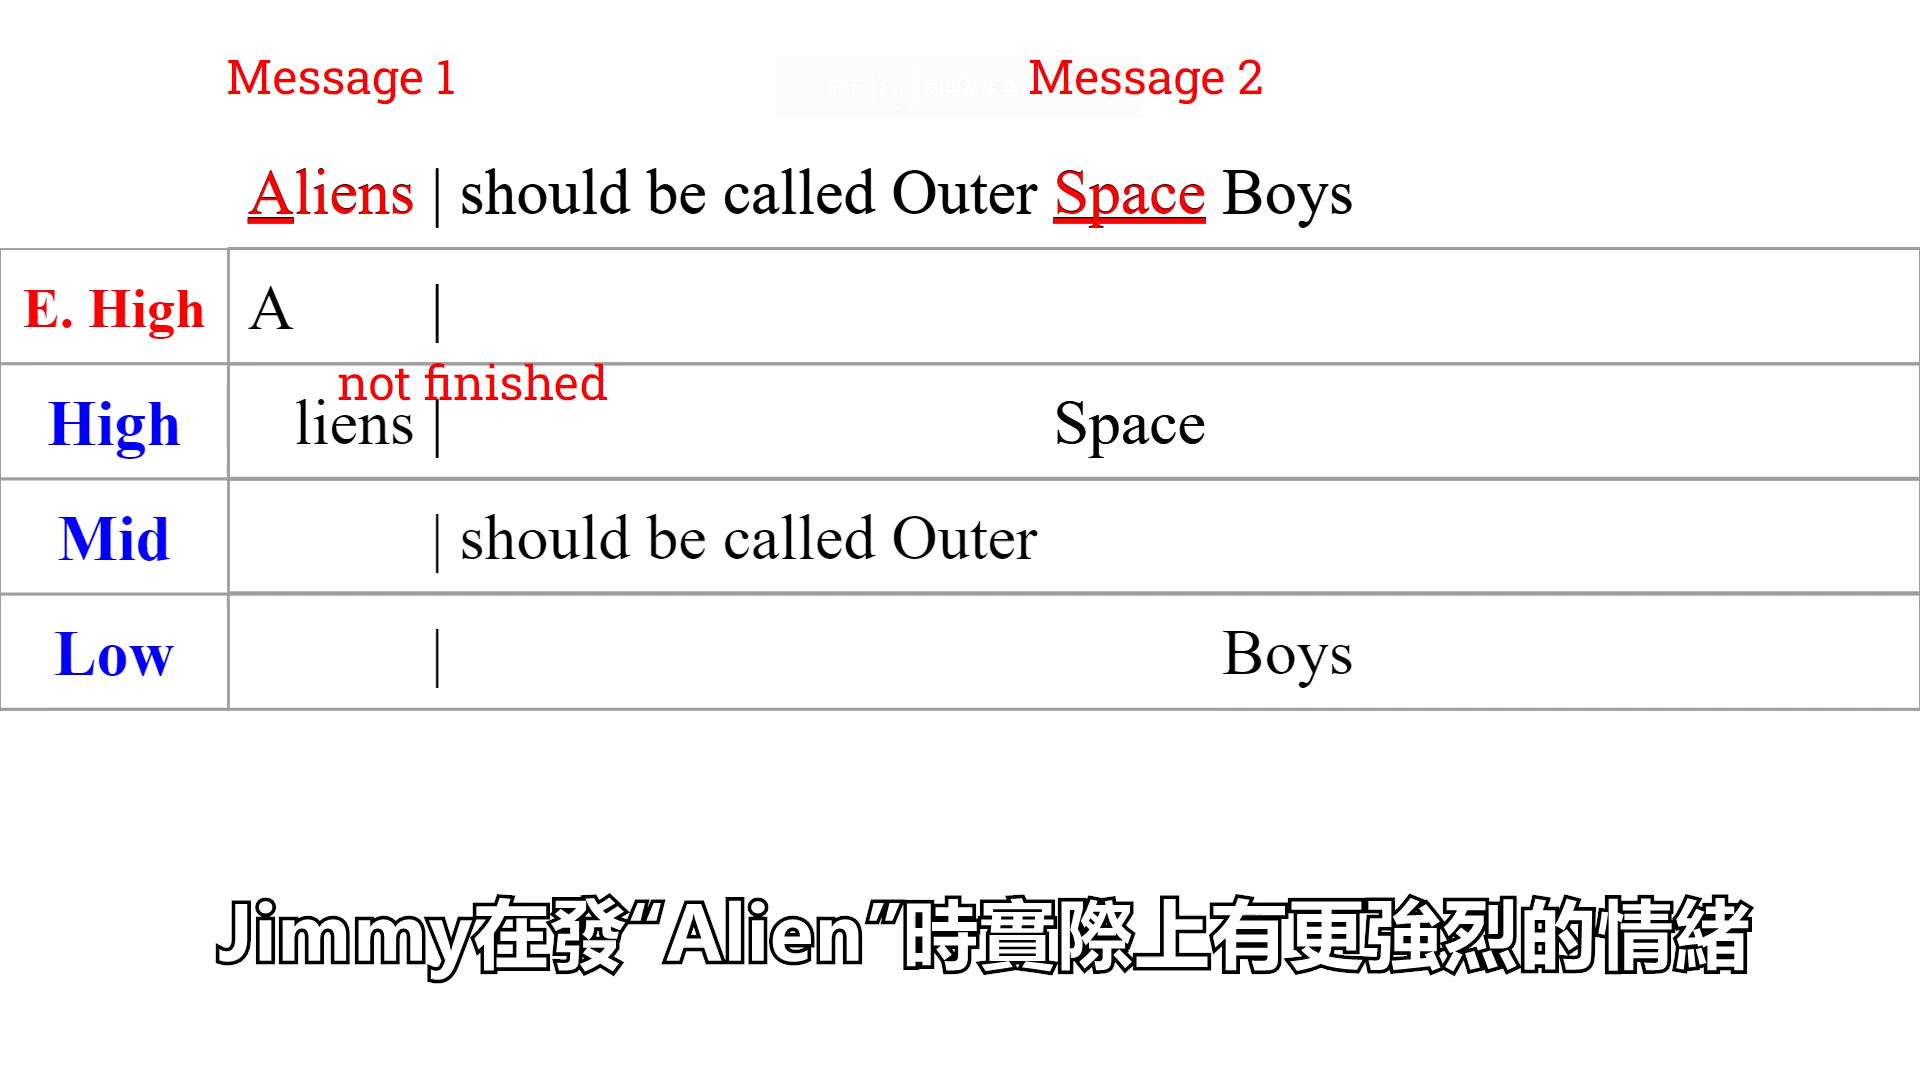 Message 1 Message 2
Aliens | should be called Outer Space Boys
E. High A |
not finished
High liens | Space
Mid | should be called Outer
Low | Boys
Jimmy在發“Alien”時實際上有更強烈的情緒